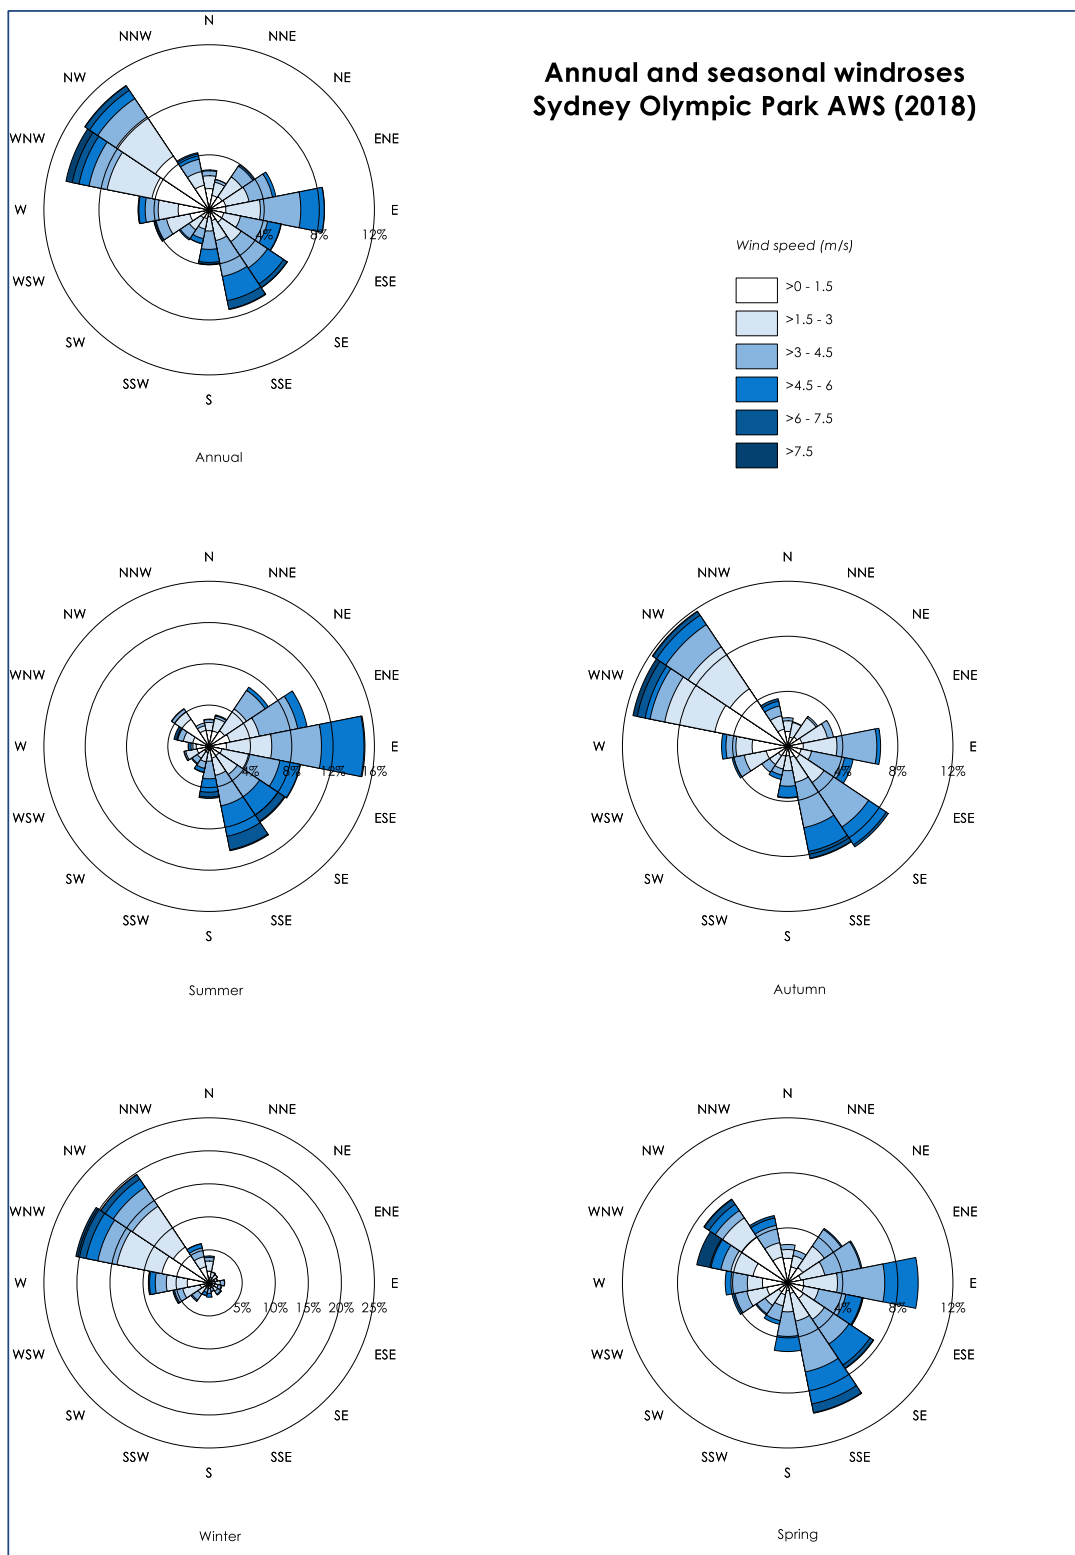 Annual and seasonal windroses
Sydney Olympic Park AWS (2018)
N
NNW
NNE
NW
NE
WNW
ENE
W
E
4%
8%
12%
WSW
ESE
SW
SE
SSW
SSE
S
Annual
Wind speed (m/s)
>0 - 1.5
>1.5 - 3
>3 - 4.5
>4.5 - 6
>6 - 7.5
>7.5
N
NNW
NNE
NW
NE
WNW
ENE
W
E
4%
8%
12%
16%
WSW
ESE
SW
SE
SSW
SSE
S
Summer
N
NNW
NNE
NW
NE
WNW
ENE
W
E
4%
8%
12%
WSW
ESE
SW
SE
SSW
SSE
S
Autumn
N
NNW
NNE
NW
NE
WNW
ENE
W
E
5%
10%
15%
20%
25%
WSW
ESE
SW
SE
SSW
SSE
S
Winter
N
NNW
NNE
NW
NE
WNW
ENE
W
E
4%
8%
12%
WSW
ESE
SW
SE
SSW
SSE
S
Spring